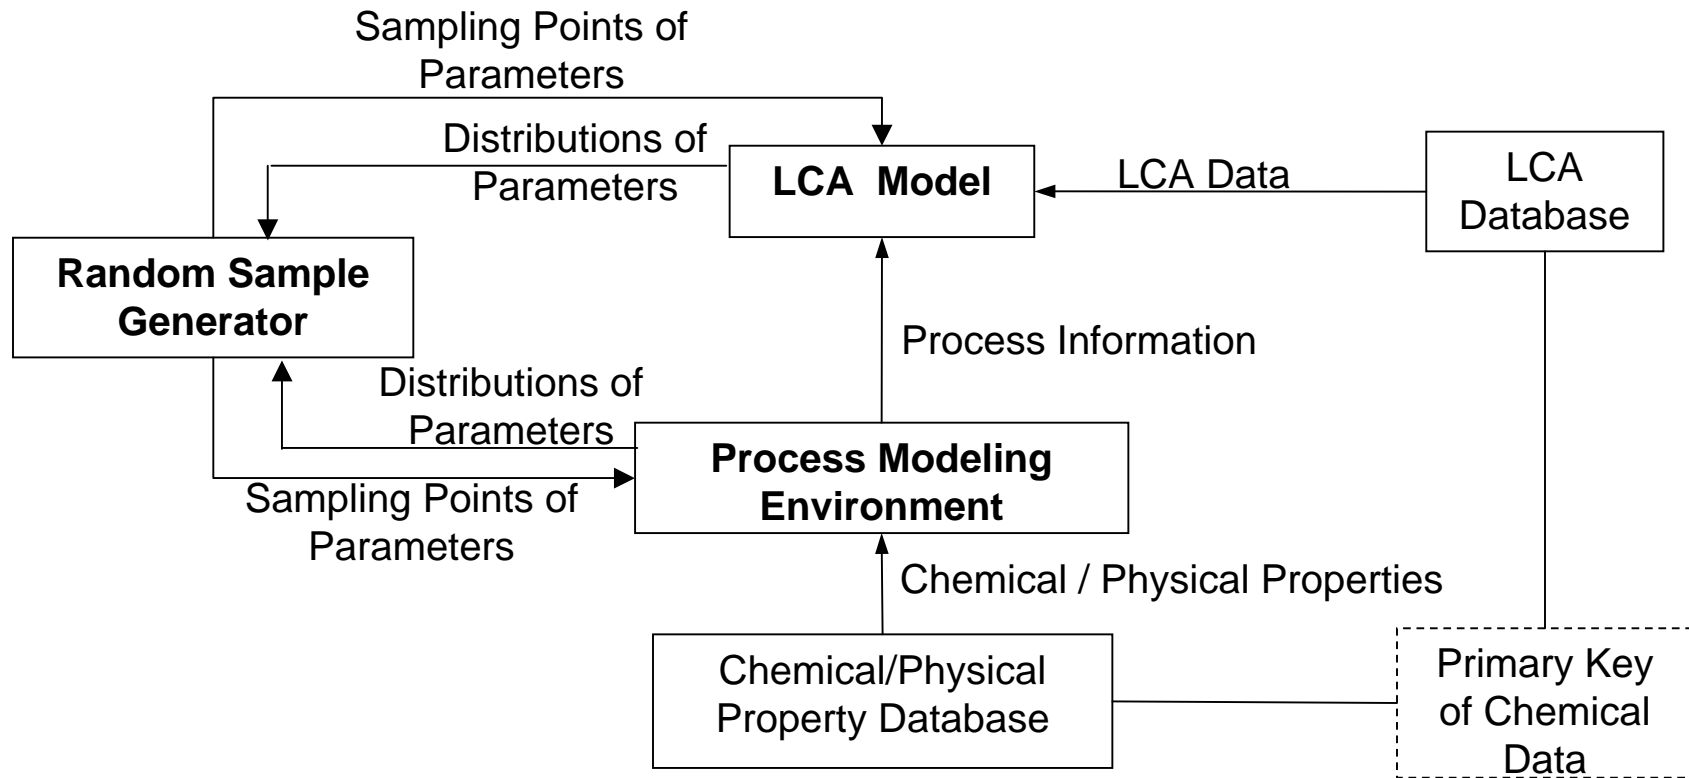 Sampling Points of
Parameters
Distributions of
Parameters
LCA Model
LCA Data
LCA
Database
Random Sample
Generator
Process Information
Distributions of
Parameters
Process Modeling
Environment
Sampling Points of
Parameters
Chemical / Physical Properties
Chemical/Physical
Property Database
Primary Key
of Chemical
Data